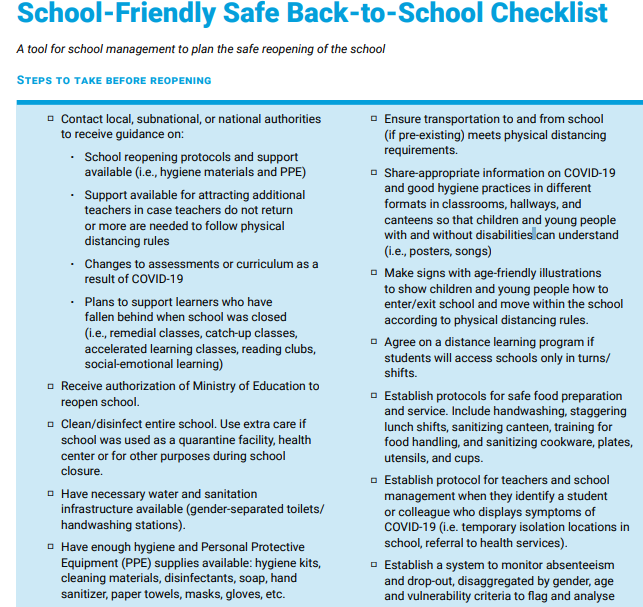 School-Friendly Safe Back-to-School Checklist
A tool for school management to plan the safe reopening of the school
STEPS TO TAKE BEFORE REOPENING
□ Contact local, subnational, or national authorities
to receive guidance on:
· School reopening protocols and support
available (i.e., hygiene materials and PPE)
· Support available for attracting additional
teachers in case teachers do not return
or more are needed to follow physical
distancing rules
· Changes to assessments or curriculum as a
result of COVID-19
· Plans to support learners who have
fallen behind when school was closed
(i.e., remedial classes, catch-up classes,
accelerated learning classes, reading clubs,
social-emotional learning)
□ Receive authorization of Ministry of Education to
reopen school.
□ Clean/disinfect entire school. Use extra care if
school was used as a quarantine facility, health
center or for other purposes during school
closure.
□ Have necessary water and sanitation
infrastructure available (gender-separated toilets/
handwashing stations).
□ Have enough hygiene and Personal Protective
Equipment (PPE) supplies available: hygiene kits,
cleaning materials, disinfectants, soap, hand
sanitizer, paper towels, masks, gloves, etc.
□ Ensure transportation to and from school
(if pre-existing) meets physical distancing
requirements.
□ Share-appropriate information on COVID-19
and good hygiene practices in different
formats in classrooms, hallways, and
canteens so that children and young people
with and without disabilities can understand
(i.e., posters, songs)
□ Make signs with age-friendly illustrations
to show children and young people how to
enter/exit school and move within the school
according to physical distancing rules.
□ Agree on a distance learning program if
students will access schools only in turns/
shifts.
□ Establish protocols for safe food preparation
and service. Include handwashing, staggering
lunch shifts, sanitizing canteen, training for
food handling, and sanitizing cookware, plates,
utensils, and cups.
□ Establish protocol for teachers and school
management when they identify a student
or colleague who displays symptoms of
COVID-19 (i.e. temporary isolation locations in
school, referral to health services).
□ Establish a system to monitor absenteeism
and drop-out, disaggregated by gender, age
and vulnerability criteria to flag and analyse